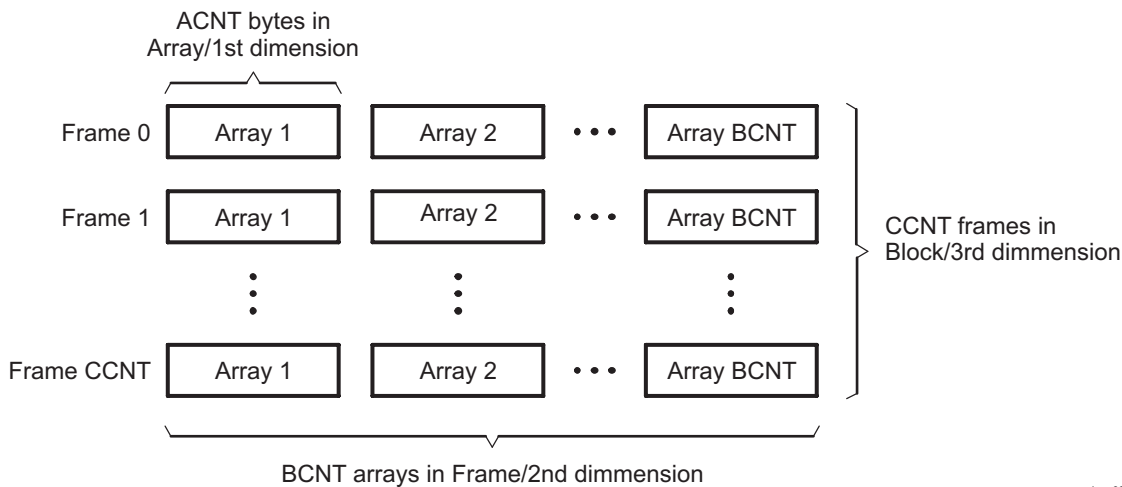 ACNT bytes in
Array/1st dimension
Frame 0 Array 1 Array 2 • • • Array BCNT
Frame 1 Array 1 Array 2 • • • Array BCNT
CCNT frames in
Block/3rd dimmension
Frame CCNT Array 1 Array 2 • • • Array BCNT
BCNT arrays in Frame/2nd dimmension